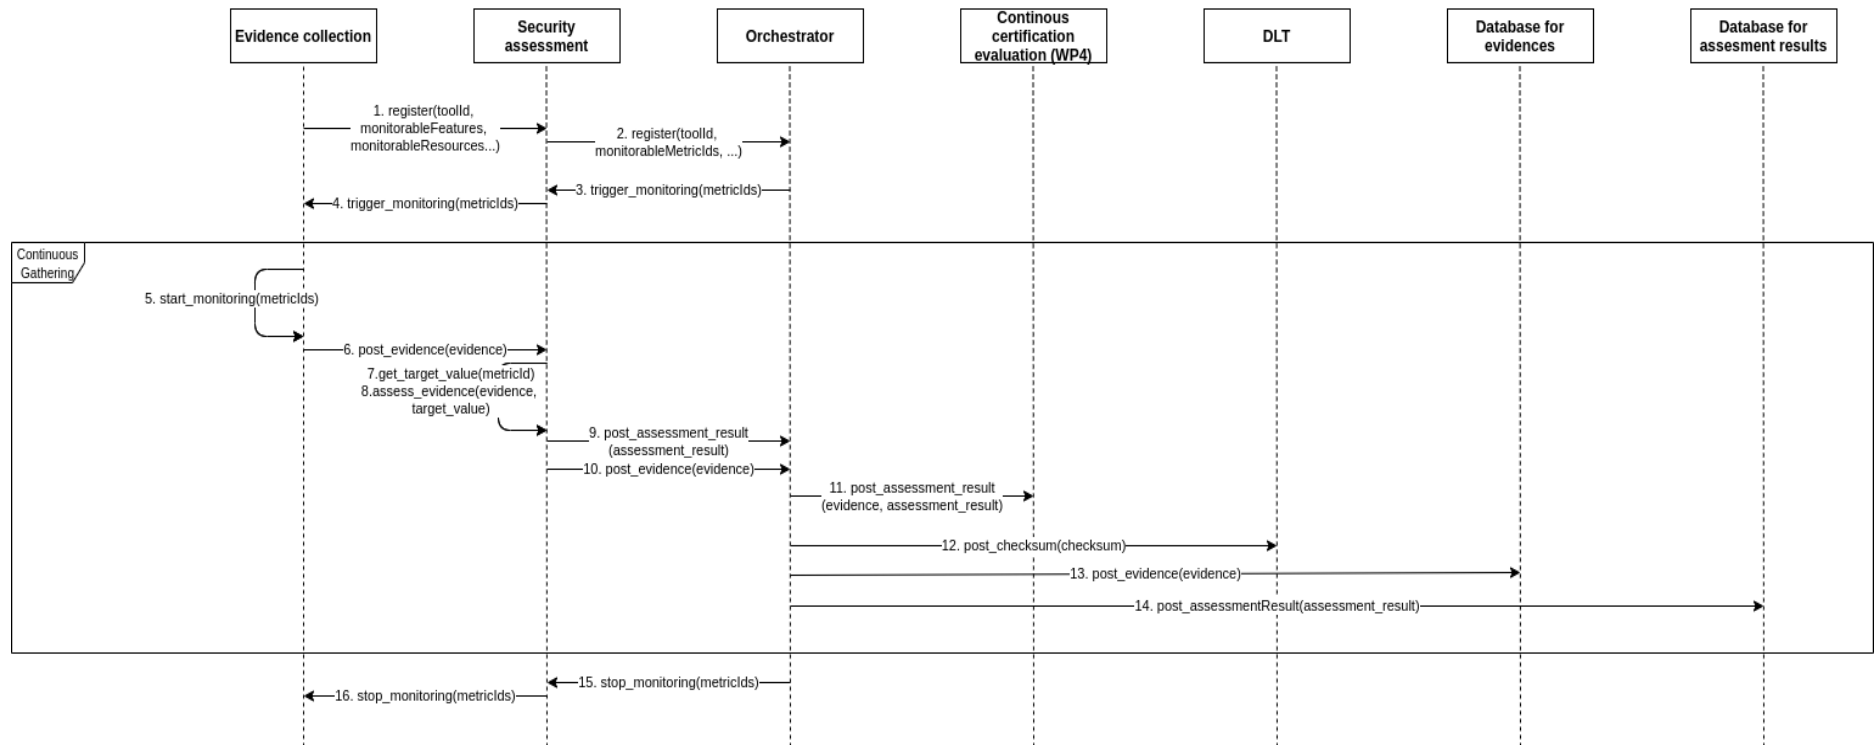 Evidence collection
Security
assessment
Orchestrator
Continous
certification
evaluation (WP4)
DLT
Database for
evidences
Database for
assesment results
1. register(toolId,
monitorableFeatures,
monitorableResources...)
2. register(toolId,
monitorableMetricIds, ...)
3. trigger_monitoring(metricIds)
4. trigger_monitoring(metricIds)
Continuous
Gathering
5. start_monitoring(metricIds)
6. post_evidence(evidence)
7.get_target_value(metricId)
8.assess_evidence(evidence,
target_value)
9. post_assessment_result
(assessment_result)
10. post_evidence(evidence)
11. post_assessment_result
(evidence, assessment_result)
12. post_checksum(checksum)
13. post_evidence(evidence)
14. post_assessmentResult(assessment_result)
15. stop_monitoring(metricIds)
16. stop_monitoring(metricIds)